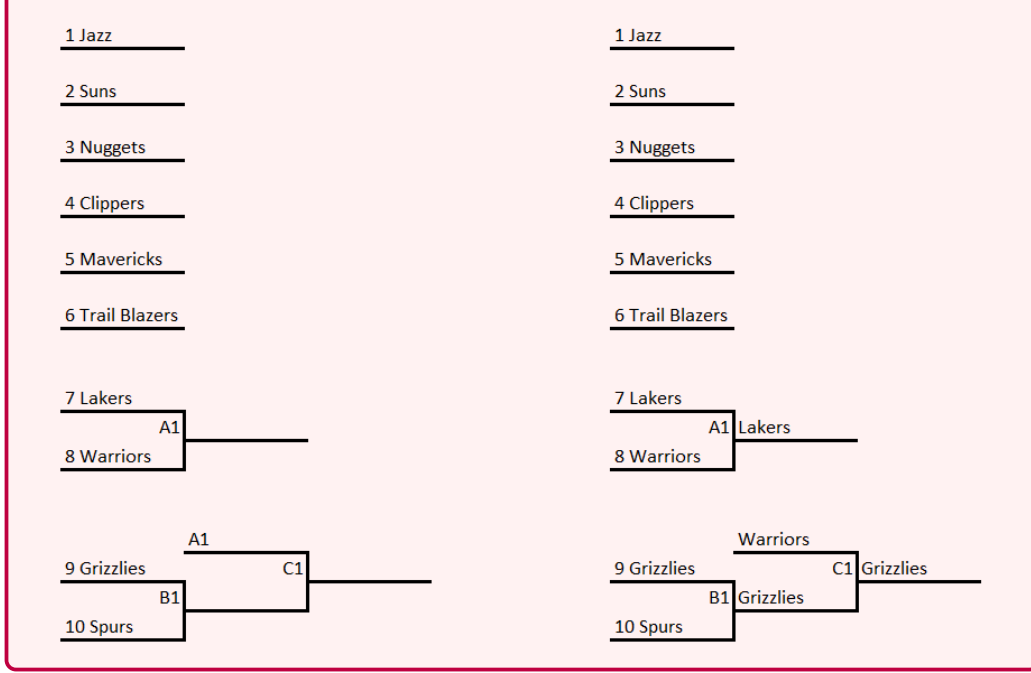 1 Jazz
2 Suns
3 Nuggets
4 Clippers
5 Mavericks
6 Trail Blazers
7 Lakers
A1
8 Warriors
A1
9 Grizzlies
C1
B1
10 Spurs
1 Jazz
2 Suns
3 Nuggets
4 Clippers
5 Mavericks
6 Trail Blazers
7 Lakers
A1 Lakers
8 Warriors
Warriors
9 Grizzlies
C1 Grizzlies
B1 Grizzlies
10 Spurs